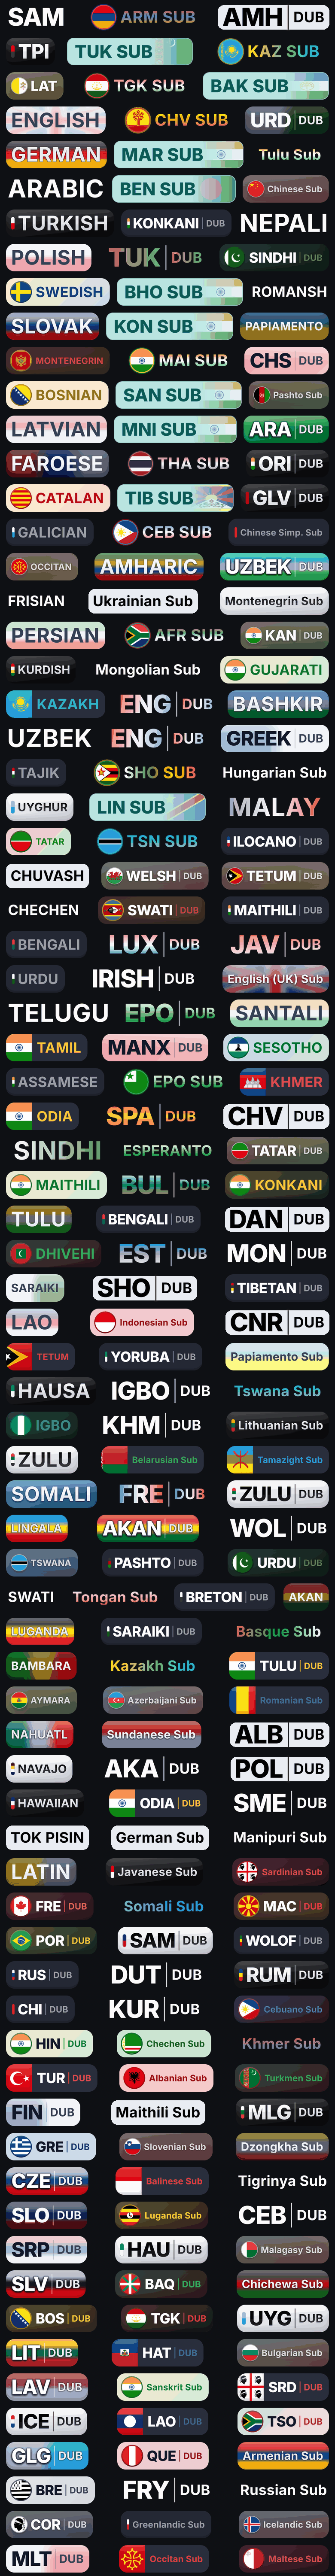 SAM ARM SUB AMH DUB
TPI TUK SUB KAZ SUB
LAT TGK SUB BAK SUB
ENGLISH CHV SUB URD DUB
GERMAN MAR SUB Tulu Sub
ARABIC BEN SUB Chinese Sub
TURKISH KONKANI DUB NEPALI
POLISH TUK DUB SINDHI DUB
SWEDISH BHO SUB ROMANSH
SLOVAK KON SUB PAPIAMENTO
MONTENEGRIN MAI SUB CHS DUB
BOSNIAN SAN SUB Pashto Sub
LATVIAN MNI SUB ARA DUB
FAROESE THA SUB ORI DUB
CATALAN TIB SUB GLV DUB
GALICIAN CEB SUB Chinese Simp. Sub
OCCITAN AMHARIC UZBEK DUB
FRISIAN Ukrainian Sub Montenegrin Sub
PERSIAN AFR SUB KAN DUB
KURDISH Mongolian Sub GUJARATI
KAZAKH ENG DUB BASHKIR
UZBEK ENG DUB GREEK DUB
TAJIK SHO SUB Hungarian Sub
UYGHUR LIN SUB MALAY
TATAR TSN SUB ILOCANO DUB
CHUVASH WELSH DUB TETUM DUB
CHECHEN SWATI DUB MAITHILI DUB
BENGALI LUX DUB JAV DUB
URDU IRISH DUB English (UK) Sub
TELUGU EPO DUB SANTALI
TAMIL MANX DUB SESOTHO
ASSAMESE EPO SUB KHMER
ODIA SPA DUB CHV DUB
SINDHI ESPERANTO TATAR DUB
MAITHILI BUL DUB KONKANI
TULU BENGALI DUB DAN DUB
DHIVEHI EST DUB MON DUB
SARAIKI SHO DUB TIBETAN DUB
LAO Indonesian Sub CNR DUB
TETUM YORUBA DUB Papiamento Sub
HAUSA IGBO DUB Tswana Sub
IGBO KHM DUB Lithuanian Sub
ZULU Belarusian Sub Tamazight Sub
SOMALI FRE DUB ZULU DUB
LINGALA AKAN DUB WOL DUB
TSWANA PASHTO DUB URDU DUB
SWATI Tongan Sub BRETON DUB AKAN
LUGANDA SARAIKI DUB Basque Sub
BAMBARA Kazakh Sub TULU DUB
AYMARA Azerbaijani Sub Romanian Sub
NAHUATL Sundanese Sub ALB DUB
NAVAJO AKA DUB POL DUB
HAWAIIAN ODIA DUB SME DUB
TOK PISIN German Sub Manipuri Sub
LATIN Javanese Sub Sardinian Sub
FRE DUB Somali Sub MAC DUB
POR DUB SAM DUB WOLOF DUB
RUS DUB DUT DUB RUM DUB
CHI DUB KUR DUB Cebuano Sub
HIN DUB Chechen Sub Khmer Sub
TUR DUB Albanian Sub Turkmen Sub
FIN DUB Maithili Sub MLG DUB
GRE DUB Slovenian Sub Dzongkha Sub
CZE DUB Balinese Sub Tigrinya Sub
SLO DUB Luganda Sub CEB DUB
SRP DUB HAU DUB Malagasy Sub
SLV DUB BAQ DUB Chichewa Sub
BOS DUB TGK DUB UYG DUB
LIT DUB HAT DUB Bulgarian Sub
LAV DUB Sanskrit Sub SRD DUB
ICE DUB LAO DUB TSO DUB
GLG DUB QUE DUB Armenian Sub
BRE DUB FRY DUB Russian Sub
COR DUB Greenlandic Sub Icelandic Sub
MLT DUB Occitan Sub Maltese Sub